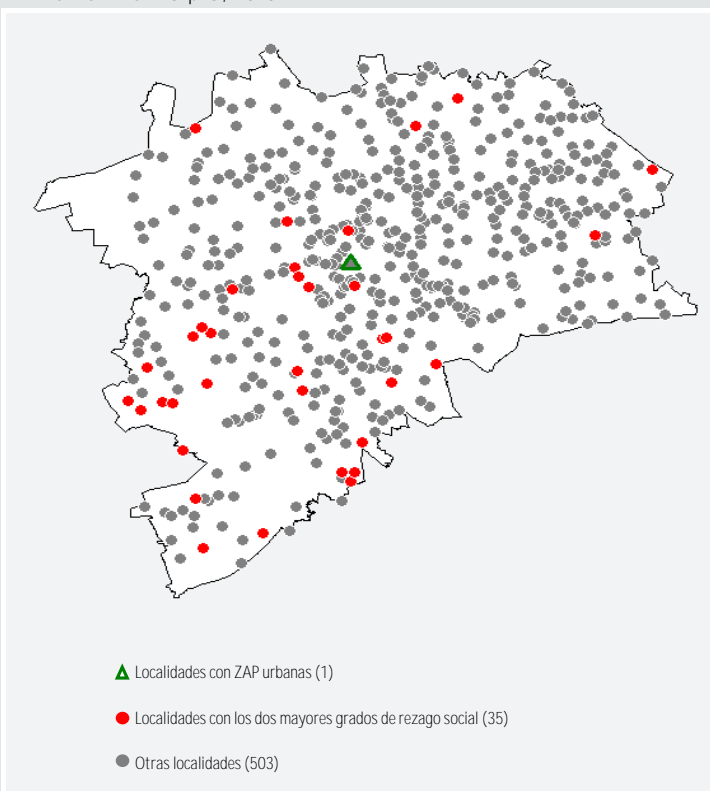 Localidades con ZAP urbanas (1)
Localidades con los dos mayores grados de rezago social (35)
Otras localidades (503)